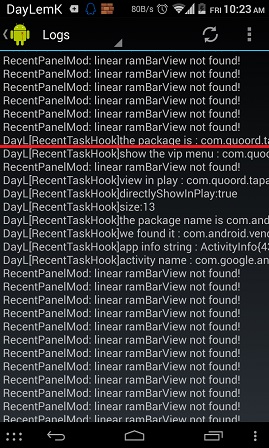 DayLemK 80B/s FRI 10:23 AM
Logs
RecentPanelMod: linear ramBarView not found!
RecentPanelMod: linear ramBarView not found!
RecentPanelMod: linear ramBarView not found!
RecentPanelMod: linear ramBarView not found!
RecentPanelMod: linear ramBarView not found!
RecentPanelMod: linear ramBarView not found!
DayL[RecentTaskHook]the package is : com.quoord.ta
DayL[RecentTaskHook]show the vip menu : com.quoo
RecentPanelMod: linear ramBarView not found!
DayL[RecentTaskHook]view in play : com.quoord.tapa
DayL[RecentTaskHook]directlyShowInPlay:true
DayL[RecentTaskHook]size:13
DayL[RecentTaskHook]the package name is com.and
DayL[RecentTaskHook]we found it : com.android.venc
DayL[RecentTaskHook]app info string : ActivityInfo{43
DayL[RecentTaskHook]activity name : com.google.an
RecentPanelMod: linear ramBarView not found!
RecentPanelMod: linear ramBarView not found!
RecentPanelMod: linear ramBarView not found!
RecentPanelMod: linear ramBarView not found!
RecentPanelMod: linear ramBarView not found!
RecentPanelMod: linear ramBarView not found!
RecentPanelMod: linear ramBarView not found!
RecentPanelMod: linear ramBarView not found!
RecentPanelMod: linear ramBarView not found!
RecentPanelMod: linear ramBarView not found!
RecentPanelMod: linear ramBarView not found!
RecentPanelMod: linear ramBarView not found!